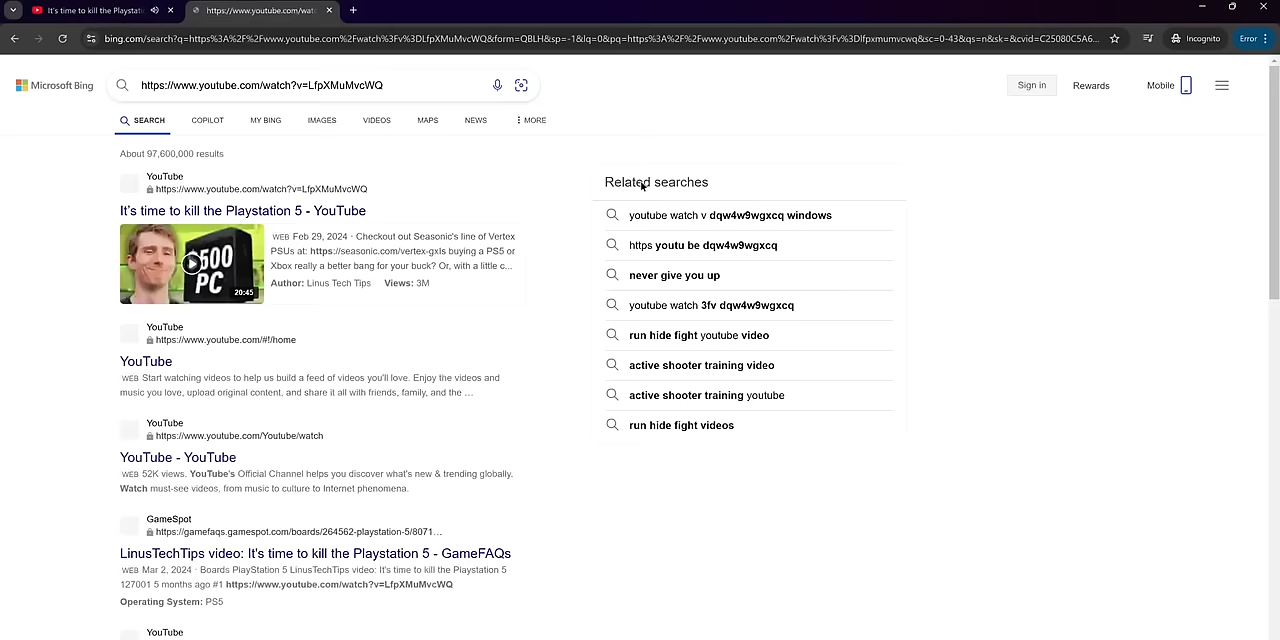 It's time to kill the Playstati
https://www.youtube.com/wat
bing.com/search?q=https%3A%2F%2Fwww.youtube.com%2Fwatch%3Fv%3DLfpXMuMvcWQ&form=QBLH&sp=-1&lq=0&pq=https%3A%2F%2Fwww.youtube.com%2Fwatch%3Fv%3Dlfpxmumvcwq&sc=0-43&qs=n&sk=&cvid=C25080C5A6...
Incognito
Error
Microsoft Bing
https://www.youtube.com/watch?v=LfpXMuMvcWQ
Sign in
Rewards
Mobile
SEARCH
COPILOT
MY BING
IMAGES
VIDEOS
MAPS
NEWS
MORE
About 97,600,000 results
YouTube
https://www.youtube.com/watch?v=LfpXMuMvcWQ
It's time to kill the Playstation 5 - YouTube
500
PC
20:45
WEB Feb 29, 2024 · Checkout out Seasonic's line of Vertex
PSUs at: https://seasonic.com/vertex-gxIs buying a PS5 or
Xbox really a better bang for your buck? Or, with a little c...
Author: Linus Tech Tips Views: 3M
YouTube
https://www.youtube.com/#!/home
YouTube
WEB Start watching videos to help us build a feed of videos you'll love. Enjoy the videos and
music you love, upload original content, and share it all with friends, family, and the ...
YouTube
https://www.youtube.com/Youtube/watch
YouTube - YouTube
WEB 52K views. YouTube's Official Channel helps you discover what's new & trending globally.
Watch must-see videos, from music to culture to Internet phenomena.
GameSpot
https://gamefaqs.gamespot.com/boards/264562-playstation-5/8071...
LinusTechTips video: It's time to kill the Playstation 5 - GameFAQs
WEB Mar 2, 2024 · Boards PlayStation 5 LinusTechTips video: It's time to kill the Playstation 5
127001 5 months ago #1 https://www.youtube.com/watch?v=LfpXMuMvcWQ
Operating System: PS5
YouTube
Related searches
youtube watch v dqw4w9wgxcq windows
https youtu be dqw4w9wgxcq
never give you up
youtube watch 3fv dqw4w9wgxcq
run hide fight youtube video
active shooter training video
active shooter training youtube
run hide fight videos